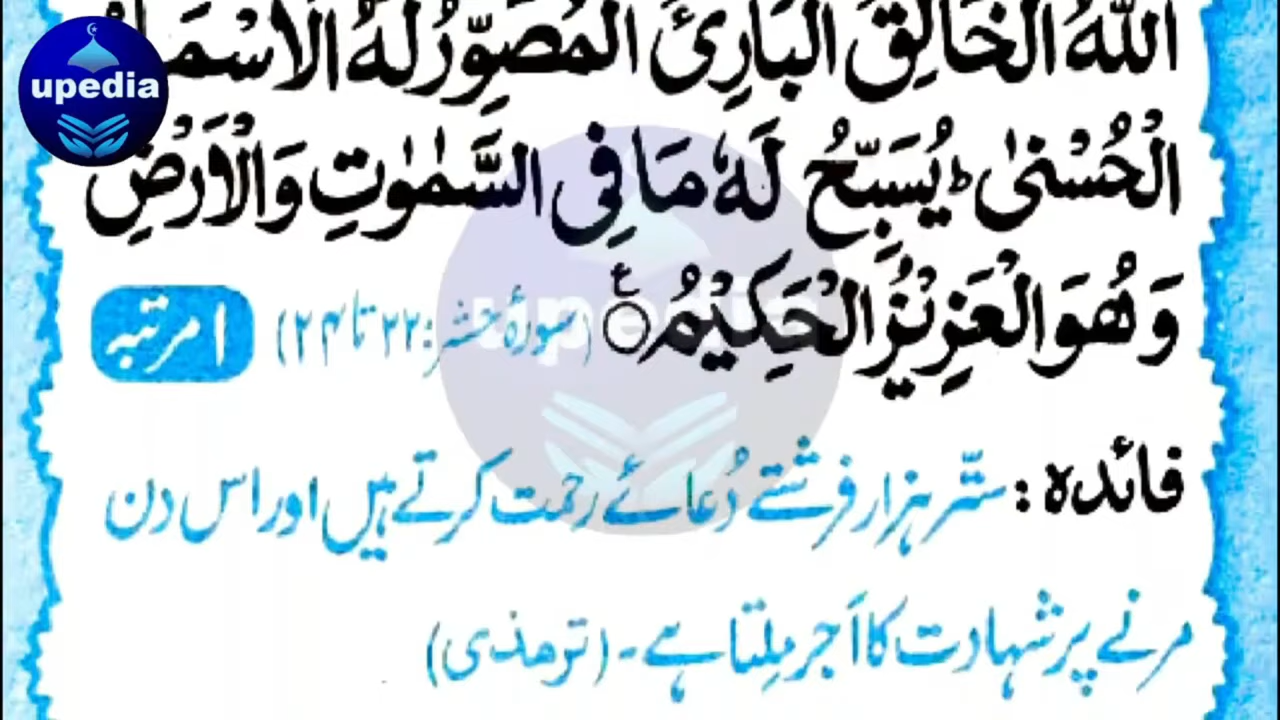 upedia
اللّٰهُ الْخَالِقُ الْبَارِئُ الْمُصَوِّرُ لَهُ الْاَسْمَآءُ
الْحُسْنٰی ؕ یُسَبِّحُ لَهٗ مَا فِی السَّمٰوٰتِ وَالْاَرْضِ
وَهُوَ الْعَزِیْزُ الْحَکِیْمُ ۝ع (سورۂ حشر: ۲۲ تا ۲۴) ۱ مرتبہ
upedia
فائدہ: ستّر ہزار فرشتے دُعائے رحمت کرتے ہیں اور اس دن
مرنے پر شہادت کا اَجر مِلتا ہے۔ (ترمذی)